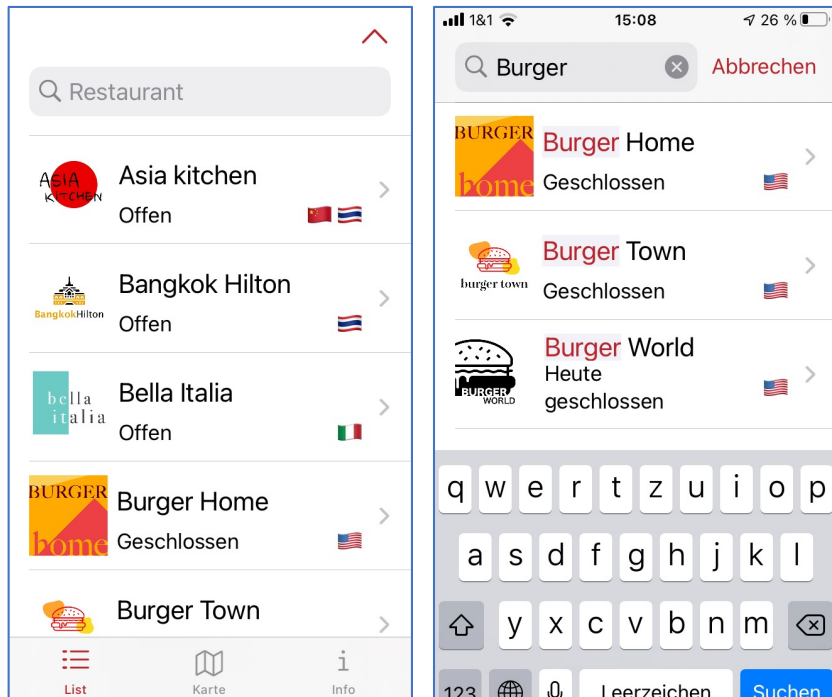 Restaurant
ASIA
KITCHEN
Asia kitchen
Offen
BangkokHilton
Bangkok Hilton
Offen
bella
italia
Bella Italia
Offen
BURGER
home
Burger Home
Geschlossen
Burger Town
List
Karte
Info
1&1
15:08
26 %
Burger
Abbrechen
BURGER
home
Burger Home
Geschlossen
burger town
Burger Town
Geschlossen
BURGER
WORLD
Burger World
Heute
geschlossen
q w e r t z u i o p
a s d f g h j k l
y x c v b n m
123 Leerzeichen Suchen